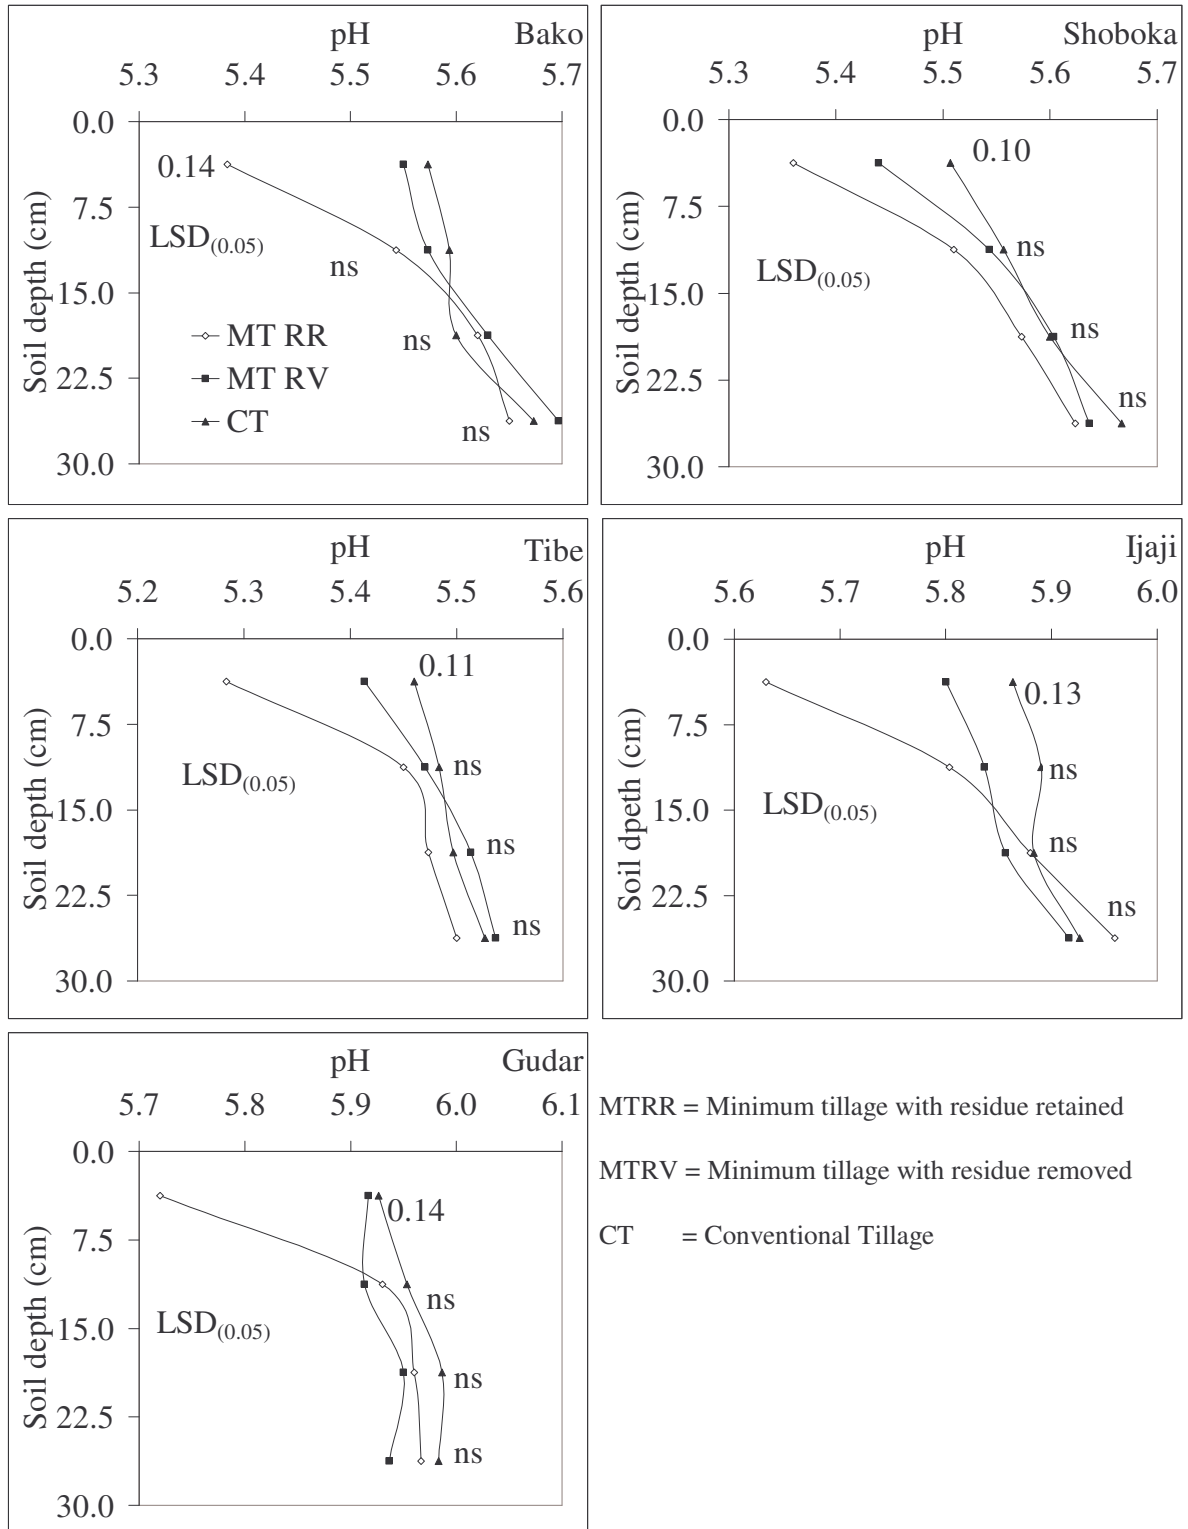 pH Bako
5.3 5.4 5.5 5.6 5.7
0.0
0.14
7.5
LSD(0.05)
ns
15.0
MT RR
ns
22.5
MT RV
CT
ns
30.0
Soil depth (cm)
pH Shoboka
5.3 5.4 5.5 5.6 5.7
0.0
0.10
7.5
ns
LSD(0.05)
15.0
ns
22.5
ns
30.0
Soil depth (cm)
pH Tibe
5.2 5.3 5.4 5.5 5.6
0.0
0.11
7.5
ns
LSD(0.05)
15.0
ns
22.5
ns
30.0
Soil depth (cm)
pH Ijaji
5.6 5.7 5.8 5.9 6.0
0.0
0.13
7.5
ns
LSD(0.05)
15.0
ns
22.5
ns
30.0
Soil dpeth (cm)
pH Gudar
5.7 5.8 5.9 6.0 6.1
0.0
0.14
7.5
ns
LSD(0.05)
15.0
ns
22.5
ns
30.0
Soil depth (cm)
MTRR = Minimum tillage with residue retained
MTRV = Minimum tillage with residue removed
CT = Conventional Tillage